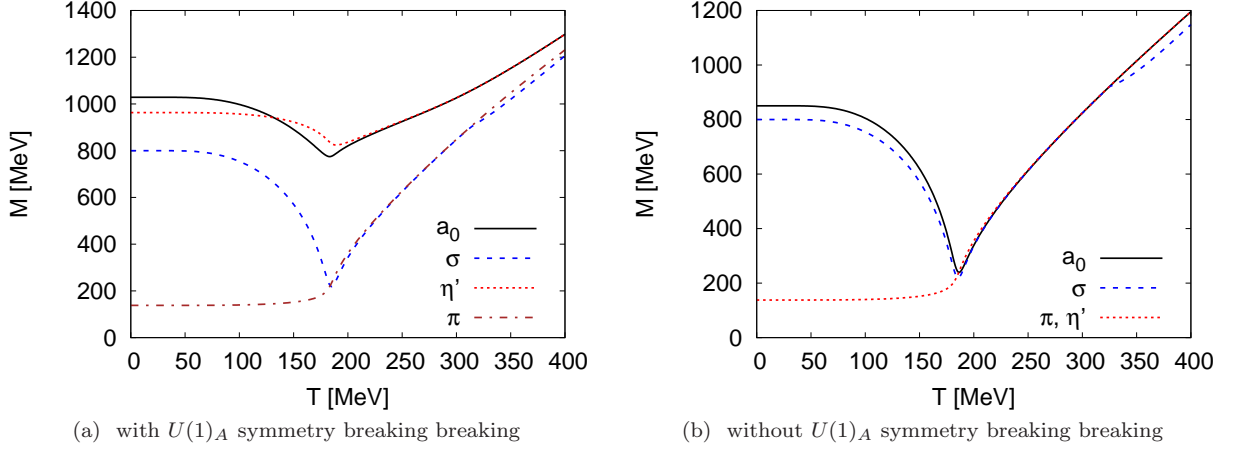 M [MeV]
1400
1200
1000
800
600
400
200
0
a₀
σ
η'
π
0 50 100 150 200 250 300 350 400
T [MeV]
(a) with U(1)_A symmetry breaking breaking
M [MeV]
1200
1000
800
600
400
200
0
a₀
σ
π, η'
0 50 100 150 200 250 300 350 400
T [MeV]
(b) without U(1)_A symmetry breaking breaking